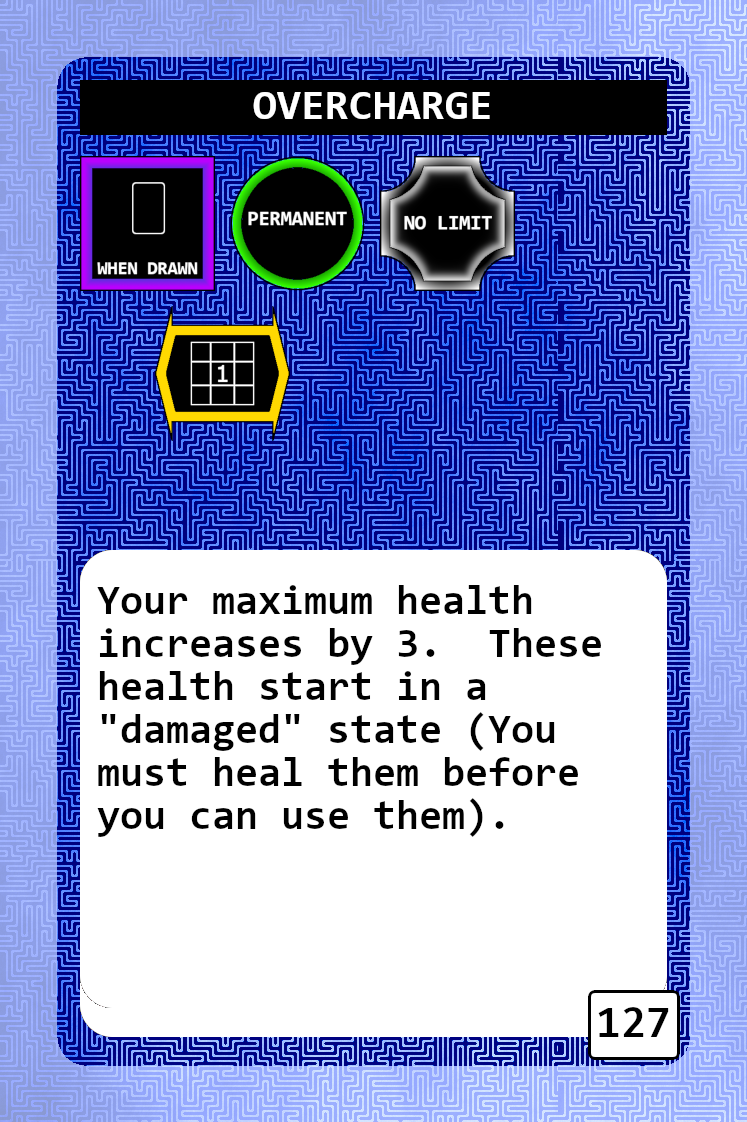 OVERCHARGE
WHEN DRAWN
PERMANENT
NO LIMIT
1
Your maximum health
increases by 3.  These
health start in a
"damaged" state (You
must heal them before
you can use them).
127